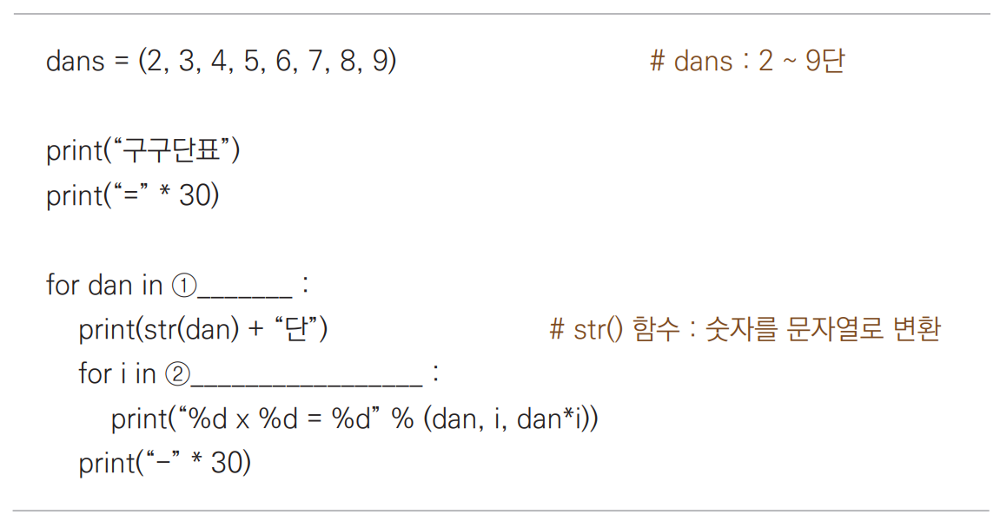 dans = (2, 3, 4, 5, 6, 7, 8, 9) # dans : 2 ~ 9단
print(“구구단표”)
print(“=” * 30)
for dan in ①_______ :
print(str(dan) + “단”) # str() 함수 : 숫자를 문자열로 변환
for i in ②_________________ :
print(“%d x %d = %d” % (dan, i, dan*i))
print(“-” * 30)